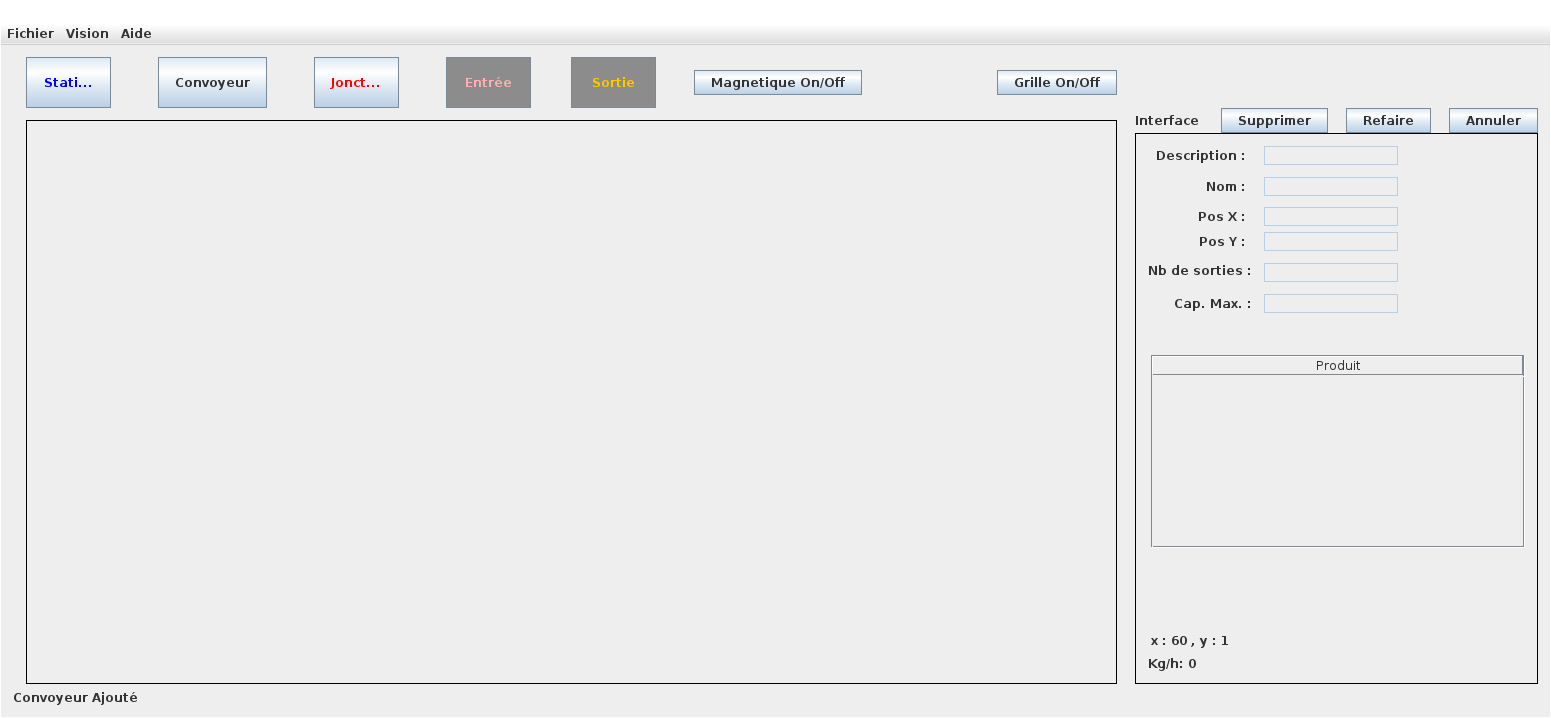 Fichier Vision Aide
Stati... Convoyeur Jonct... Entrée Sortie Magnetique On/Off Grille On/Off
Interface Supprimer Refaire Annuler
Description :
Nom :
Pos X :
Pos Y :
Nb de sorties :
Cap. Max. :
Produit
x : 60 , y : 1
Kg/h: 0
Convoyeur Ajouté